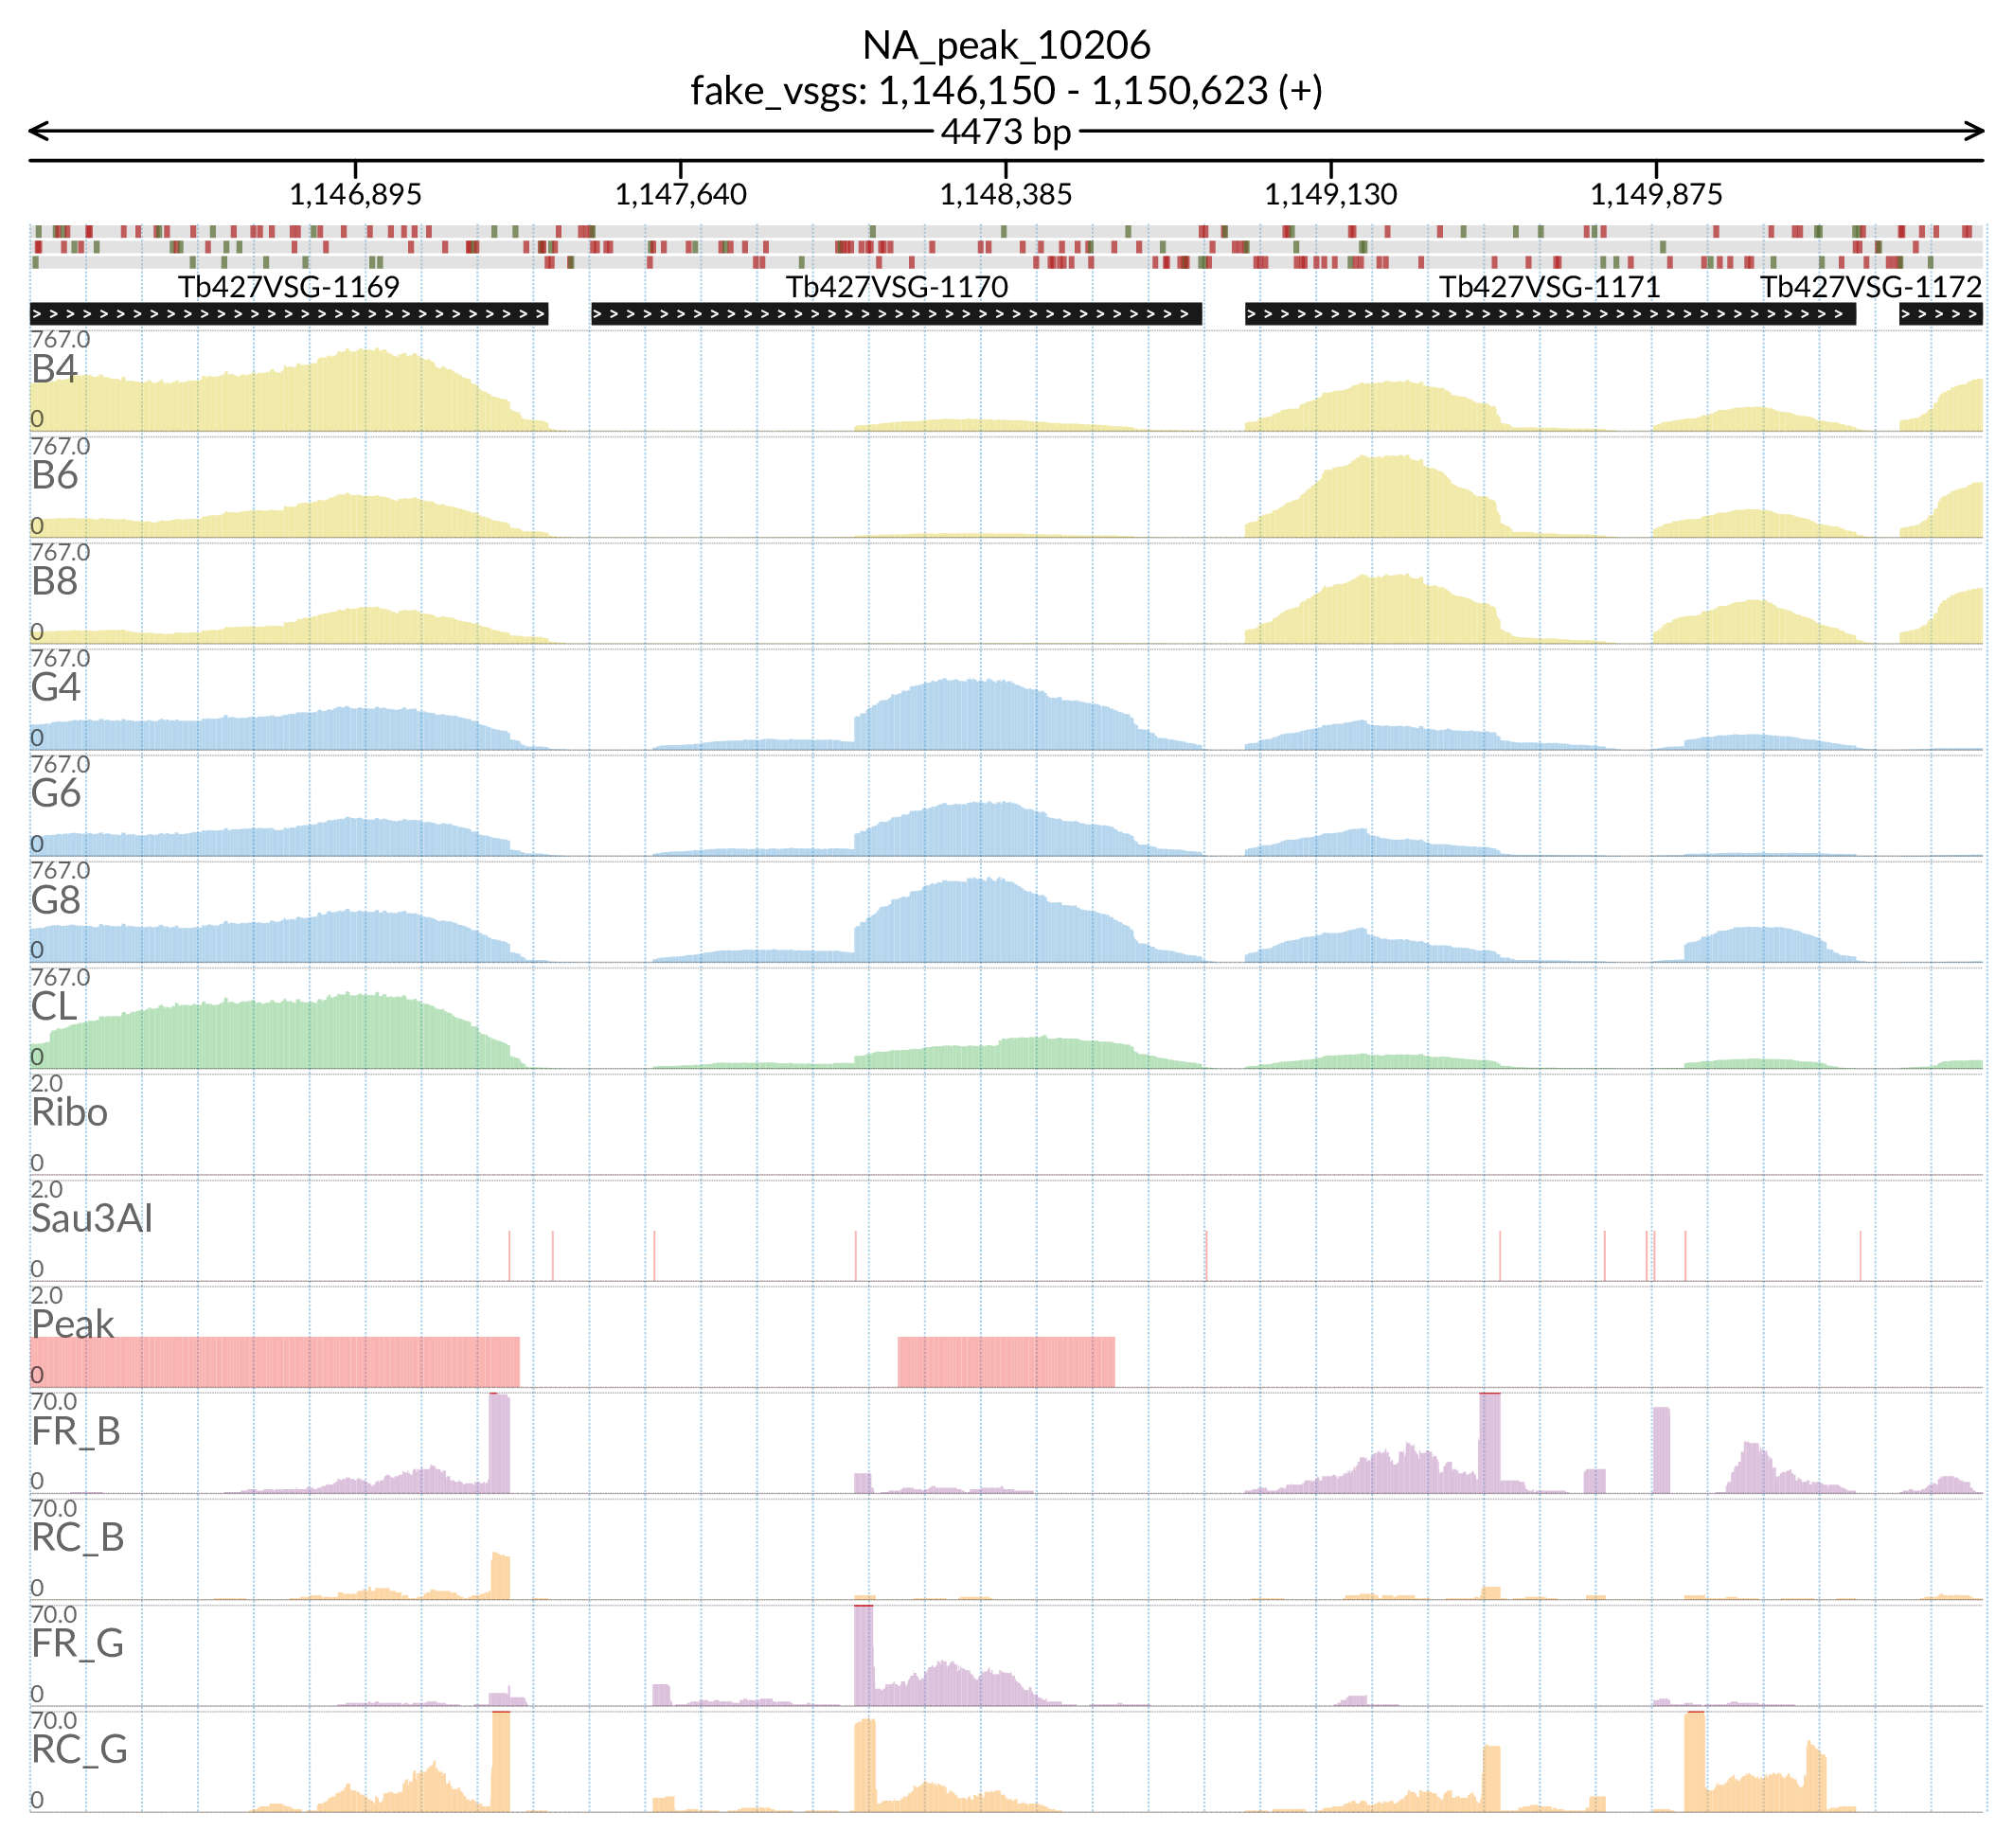 NA_peak_10206
fake_vsgs: 1,146,150 - 1,150,623 (+)
4473 bp
1,146,895 1,147,640 1,148,385 1,149,130 1,149,875
Tb427VSG-1169 Tb427VSG-1170 Tb427VSG-1171 Tb427VSG-1172
767.0
B4
0
767.0
B6
0
767.0
B8
0
767.0
G4
0
767.0
G6
0
767.0
G8
0
767.0
CL
0
2.0
Ribo
0
2.0
Sau3AI
0
2.0
Peak
0
70.0
FR_B
0
70.0
RC_B
0
70.0
FR_G
0
70.0
RC_G
0